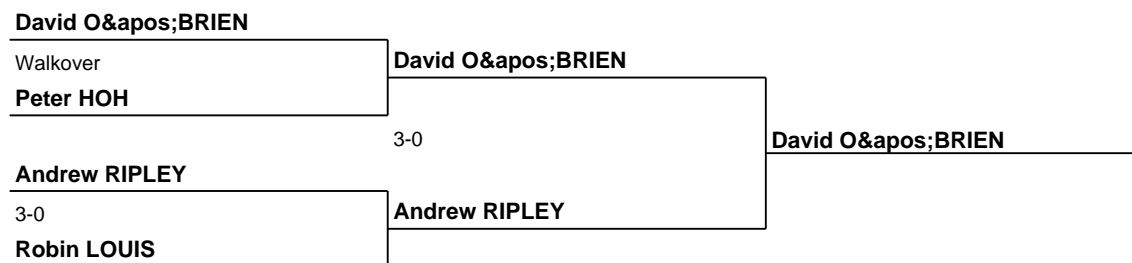 David O&apos;BRIEN
Walkover
David O&apos;BRIEN
Peter HOH
3-0
David O&apos;BRIEN
Andrew RIPLEY
3-0
Andrew RIPLEY
Robin LOUIS